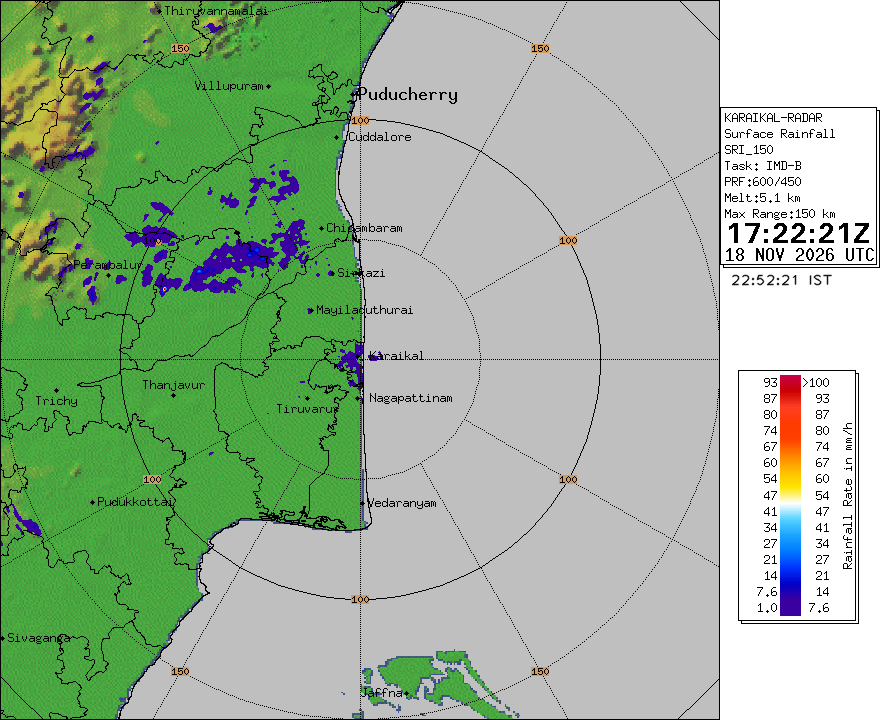 Thiruvannamalai
150
150
Villupuram
Puducherry
100
Cuddalore
Chidambaram
100
Parambalur
Sirkazi
Mayiladuthurai
Karaikal
Thanjavur
Trichy
Tiruvarur
Nagapattinam
100
100
Pudukkottai
Vedaranyam
100
Sivaganga
150
150
Jaffna
KARAIKAL-RADAR
Surface Rainfall
SRI_150
Task: IMD-B
PRF:600/450
Melt:5.1 km
Max Range:150 km
17:22:21Z
18 NOV 2026 UTC
22:52:21 IST
93 >100
87 93
80 87
74 80
67 74
60 67
54 60
47 54
41 47
34 41
27 34
21 27
14 21
7.6 14
1.0 7.6
Rainfall Rate in mm/h